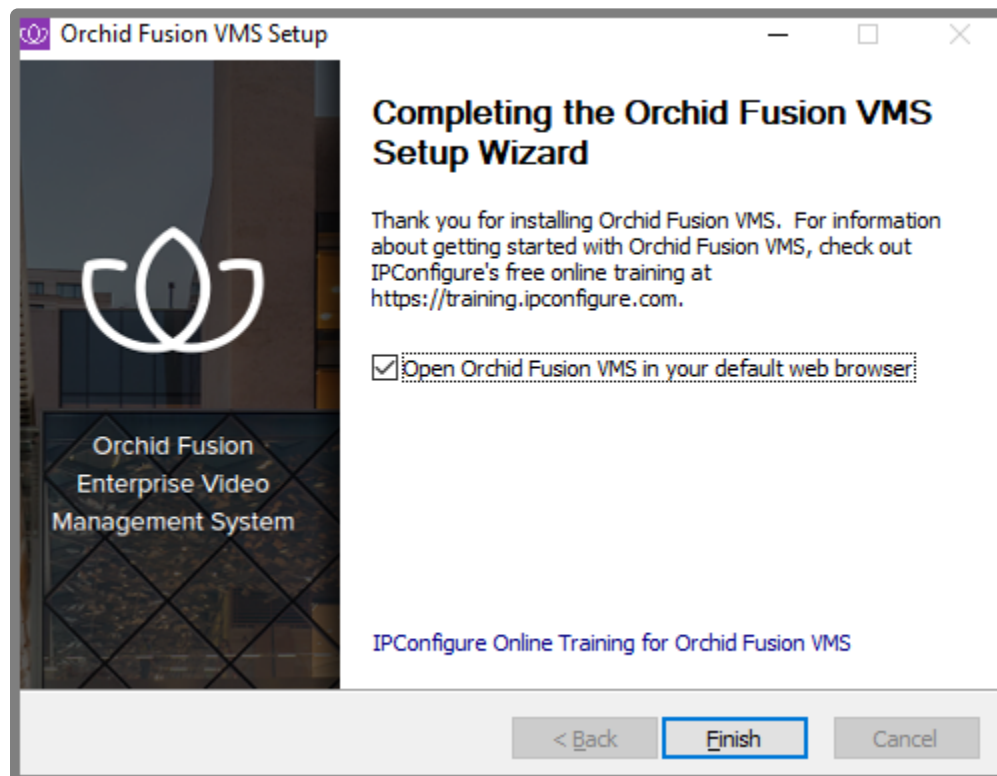 Orchid Fusion VMS Setup
Completing the Orchid Fusion VMS
Setup Wizard
Thank you for installing Orchid Fusion VMS. For information
about getting started with Orchid Fusion VMS, check out
IPConfigure's free online training at
https://training.ipconfigure.com.
Open Orchid Fusion VMS in your default web browser
Orchid Fusion
Enterprise Video
Management System
IPConfigure Online Training for Orchid Fusion VMS
< Back
Finish
Cancel